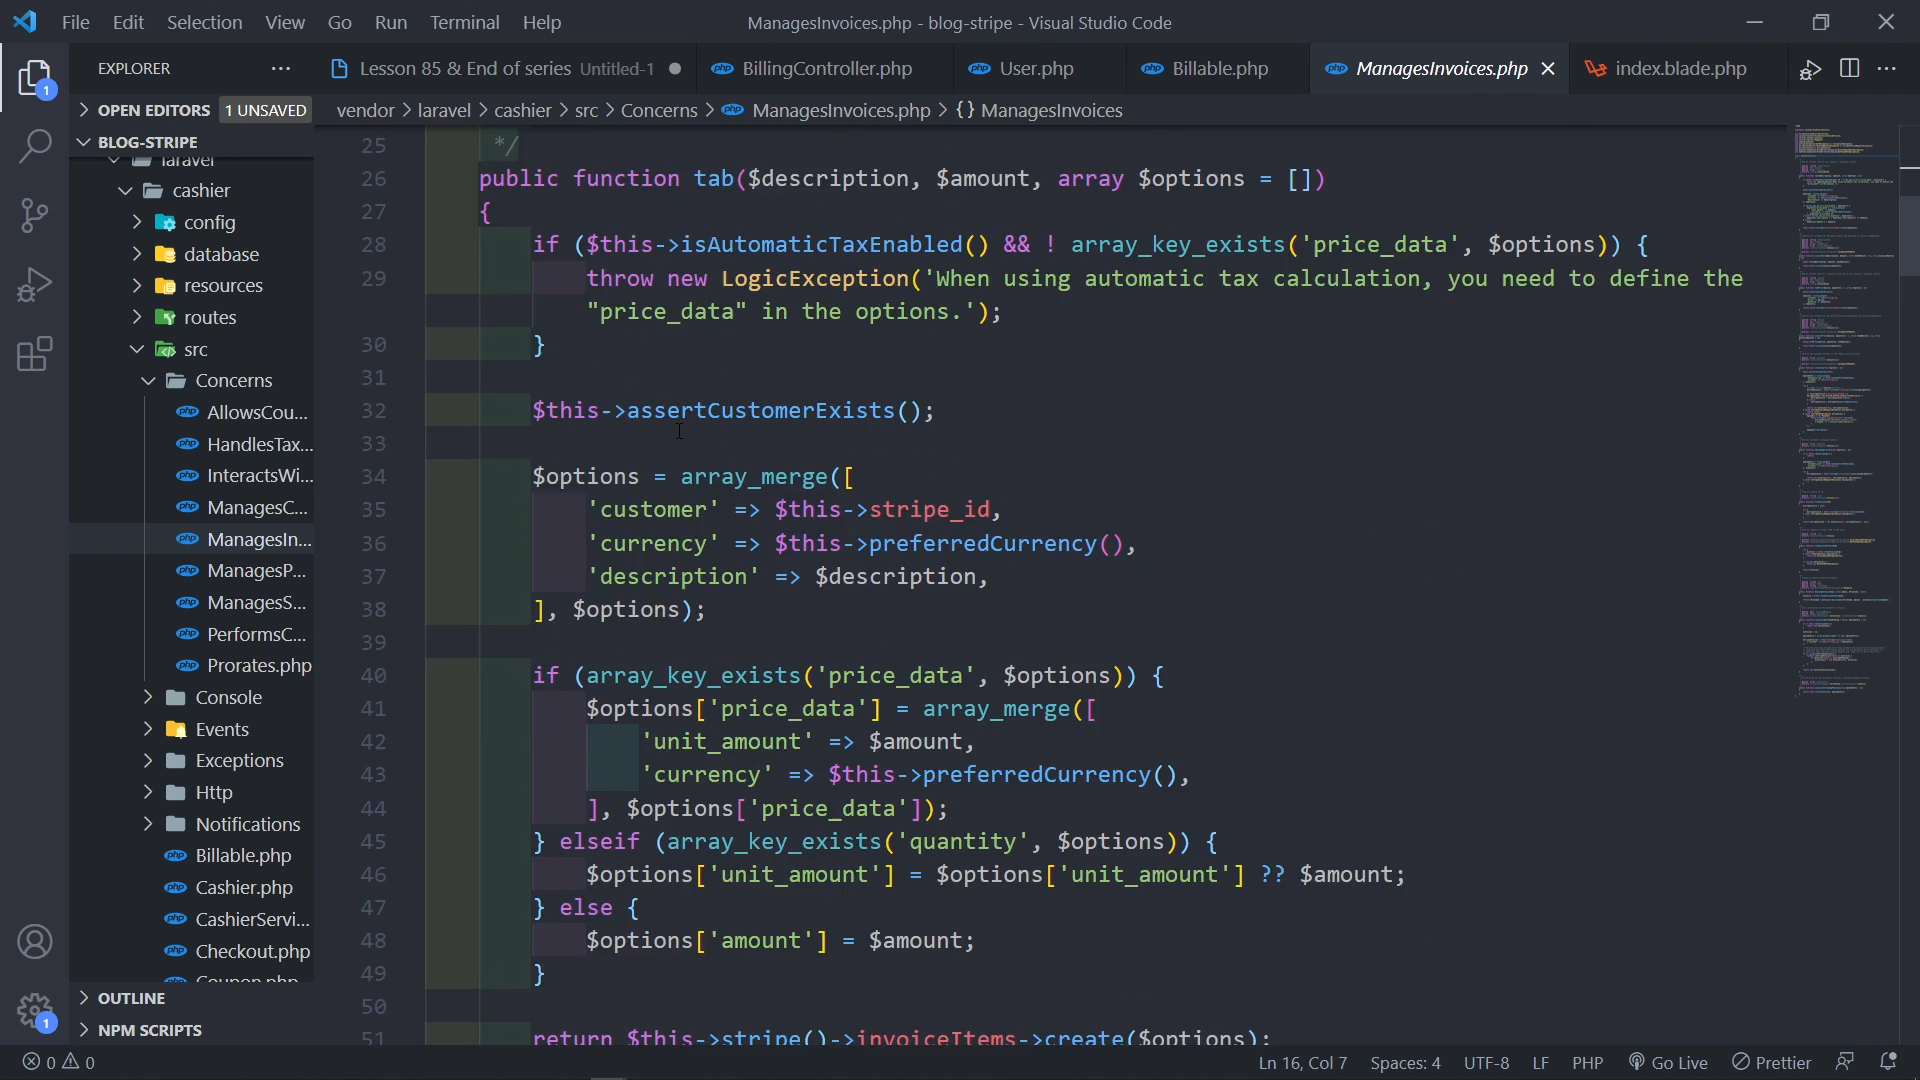 File Edit Selection View Go Run Terminal Help
ManagesInvoices.php - blog-stripe - Visual Studio Code
EXPLORER
Lesson 85 & End of series Untitled-1
BillingController.php
User.php
Billable.php
ManagesInvoices.php
index.blade.php
OPEN EDITORS 1 UNSAVED
vendor > laravel > cashier > src > Concerns > ManagesInvoices.php > {} ManagesInvoices
BLOG-STRIPE
laravel
cashier
config
database
resources
routes
src
Concerns
AllowsCou...
HandlesTax...
InteractsWi...
ManagesC...
ManagesIn...
ManagesP...
ManagesS...
PerformsC...
Prorates.php
Console
Events
Exceptions
Http
Notifications
Billable.php
Cashier.php
CashierServi...
Checkout.php
Coupon.php
OUTLINE
NPM SCRIPTS
25 */
26 public function tab($description, $amount, array $options = [])
27 {
28 if ($this->isAutomaticTaxEnabled() && ! array_key_exists('price_data', $options)) {
29 throw new LogicException('When using automatic tax calculation, you need to define the
"price_data" in the options.');
30 }
31
32 $this->assertCustomerExists();
33
34 $options = array_merge([
35 'customer' => $this->stripe_id,
36 'currency' => $this->preferredCurrency(),
37 'description' => $description,
38 ], $options);
39
40 if (array_key_exists('price_data', $options)) {
41 $options['price_data'] = array_merge([
42 'unit_amount' => $amount,
43 'currency' => $this->preferredCurrency(),
44 ], $options['price_data']);
45 } elseif (array_key_exists('quantity', $options)) {
46 $options['unit_amount'] = $options['unit_amount'] ?? $amount;
47 } else {
48 $options['amount'] = $amount;
49 }
50
51 return $this->stripe()->invoiceItems->create($options);
1
1
0 0
Ln 16, Col 7 Spaces: 4 UTF-8 LF PHP Go Live Prettier